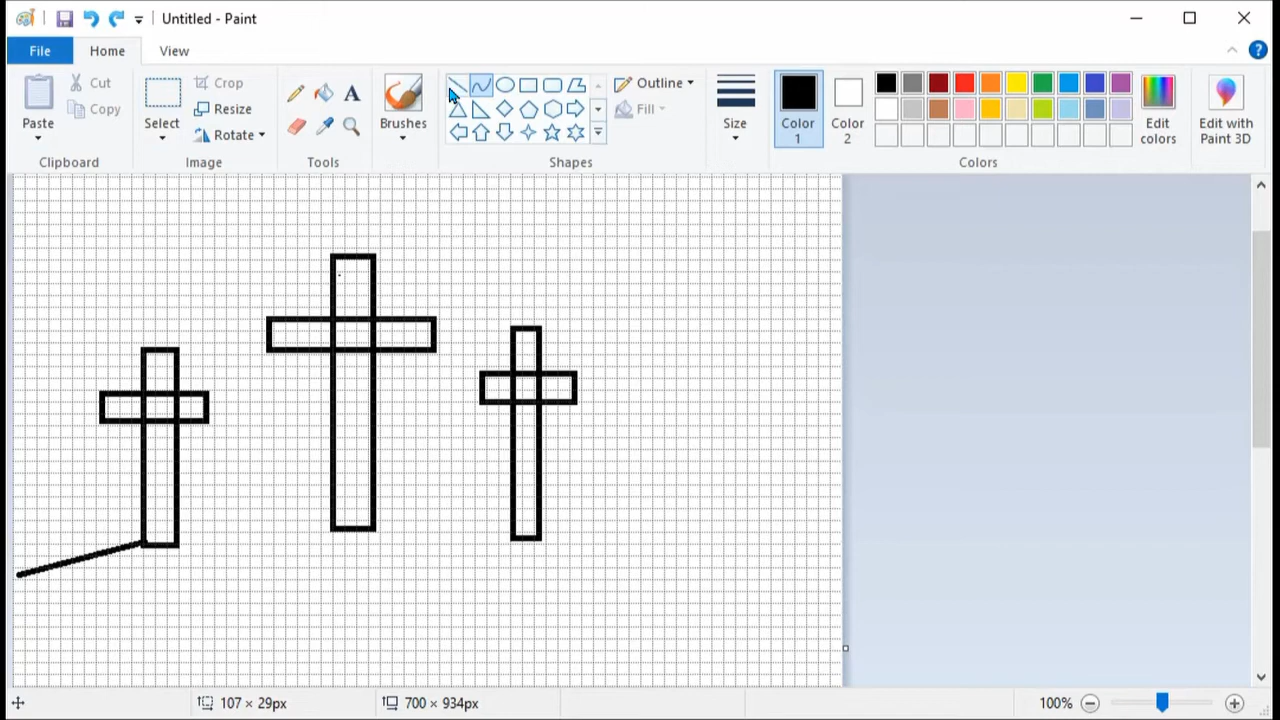 Untitled - Paint
File Home View
Paste
Cut
Copy
Clipboard
Select
Crop
Resize
Rotate
Image
A
Tools
Brushes
Outline
Fill
Shapes
Size
Color 1
Color 2
Edit colors
Colors
Edit with Paint 3D
107 × 29px
700 × 934px
100%